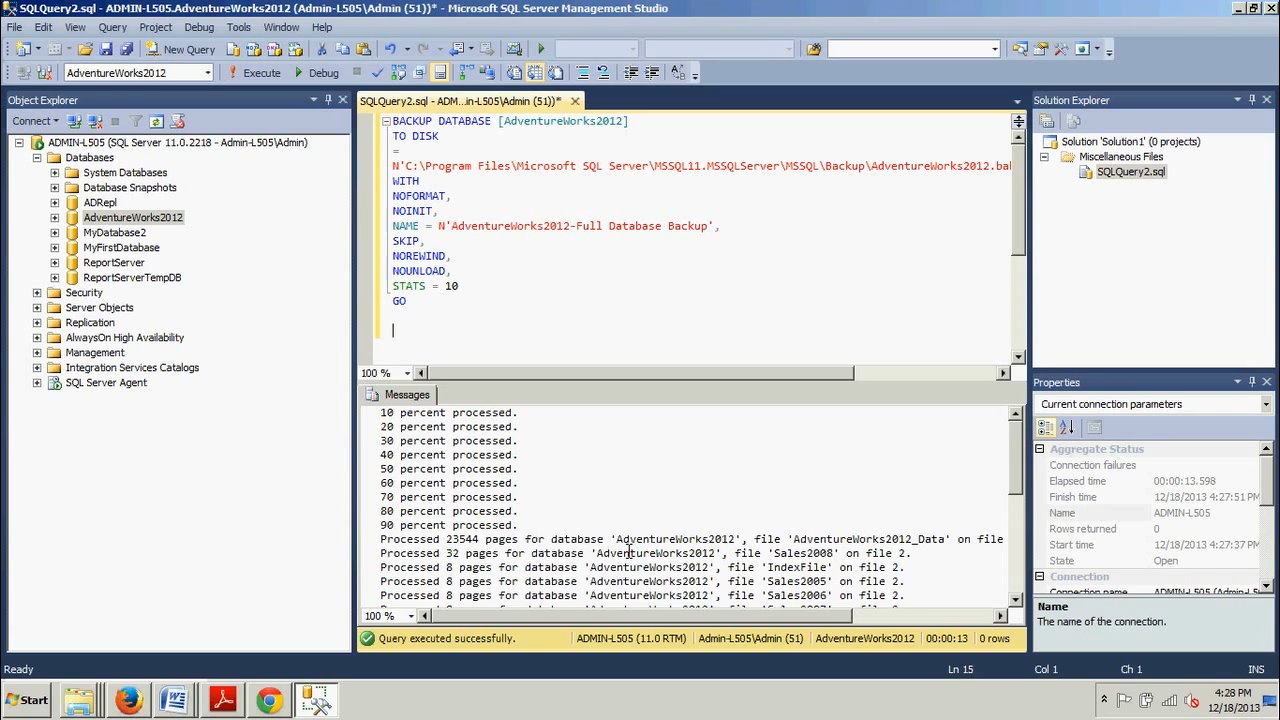 SQLQuery2.sql - ADMIN-L505.AdventureWorks2012 (Admin-L505\Admin (51))* - Microsoft SQL Server Management Studio
File Edit View Query Project Debug Tools Window Help
New Query
AdventureWorks2012 Execute Debug
Object Explorer
Connect
ADMIN-L505 (SQL Server 11.0.2218 - Admin-L505\Admin)
Databases
System Databases
Database Snapshots
ADRepl
AdventureWorks2012
MyDatabase2
MyFirstDatabase
ReportServer
ReportServerTempDB
Security
Server Objects
Replication
AlwaysOn High Availability
Management
Integration Services Catalogs
SQL Server Agent
SQLQuery2.sql - ADM...in-L505\Admin (51))*
BACKUP DATABASE [AdventureWorks2012]
TO DISK
=
N'C:\Program Files\Microsoft SQL Server\MSSQL11.MSSQLServer\MSSQL\Backup\AdventureWorks2012.bak
WITH
NOFORMAT,
NOINIT,
NAME = N'AdventureWorks2012-Full Database Backup',
SKIP,
NOREWIND,
NOUNLOAD,
STATS = 10
GO
100 %
Messages
10 percent processed.
20 percent processed.
30 percent processed.
40 percent processed.
50 percent processed.
60 percent processed.
70 percent processed.
80 percent processed.
90 percent processed.
Processed 23544 pages for database 'AdventureWorks2012', file 'AdventureWorks2012_Data' on file
Processed 32 pages for database 'AdventureWorks2012', file 'Sales2008' on file 2.
Processed 8 pages for database 'AdventureWorks2012', file 'IndexFile' on file 2.
Processed 8 pages for database 'AdventureWorks2012', file 'Sales2005' on file 2.
Processed 8 pages for database 'AdventureWorks2012', file 'Sales2006' on file 2.
100 %
Query executed successfully. ADMIN-L505 (11.0 RTM) Admin-L505\Admin (51) AdventureWorks2012 00:00:13 0 rows
Solution Explorer
Solution 'Solution1' (0 projects)
Miscellaneous Files
SQLQuery2.sql
Properties
Current connection parameters
Aggregate Status
Connection failures
Elapsed time 00:00:13.598
Finish time 12/18/2013 4:27:51 PM
Name ADMIN-L505
Rows returned 0
Start time 12/18/2013 4:27:37 PM
State Open
Connection
Connection name ADMIN-L505 (Admin-L50
Name
The name of the connection.
Ready Ln 15 Col 1 Ch 1 INS
Start
4:28 PM
12/18/2013